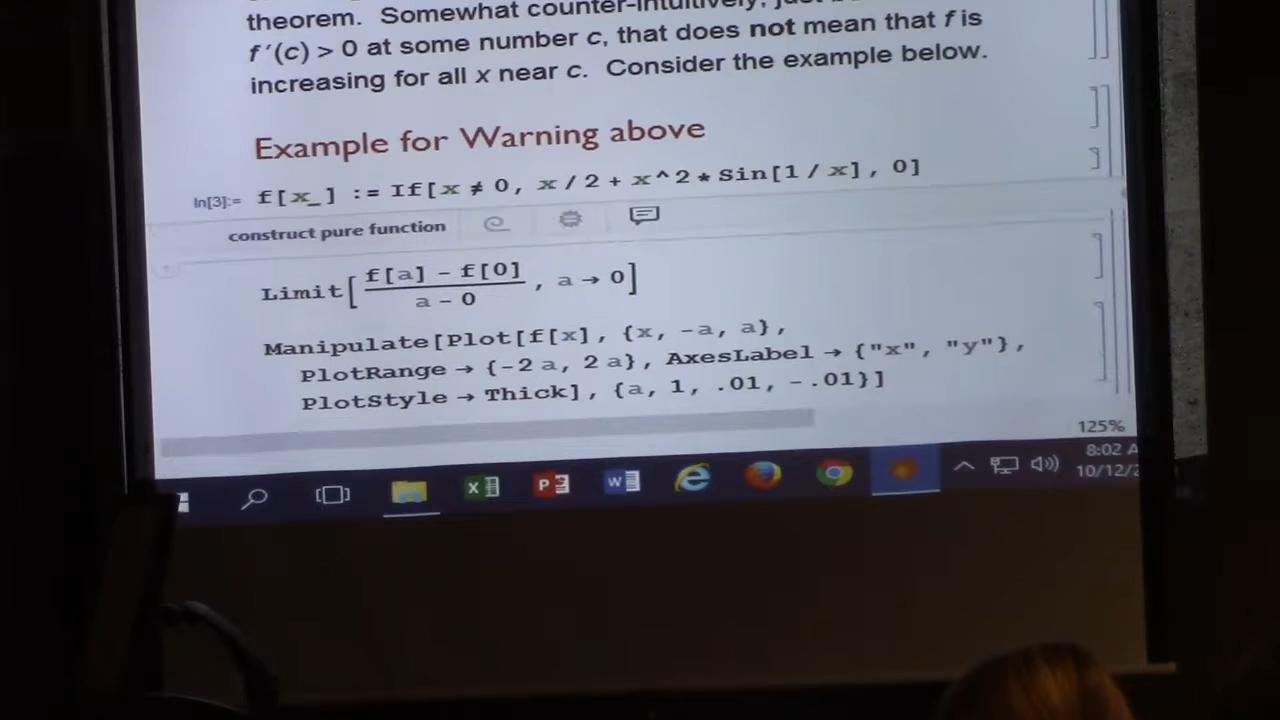 theorem. Somewhat counter-intuitively,
f′(c) > 0 at some number c, that does not mean that f is
increasing for all x near c. Consider the example below.
Example for Warning above
In[3]:= f[x_] := If[x ≠ 0, x / 2 + x^2 * Sin[1 / x], 0]
construct pure function
Limit[(f[a] - f[0])/(a - 0), a → 0]
Manipulate[Plot[f[x], {x, -a, a},
PlotRange → {-2 a, 2 a}, AxesLabel → {"x", "y"},
PlotStyle → Thick], {a, 1, .01, -.01}]
125%
8:02 A
10/12/2